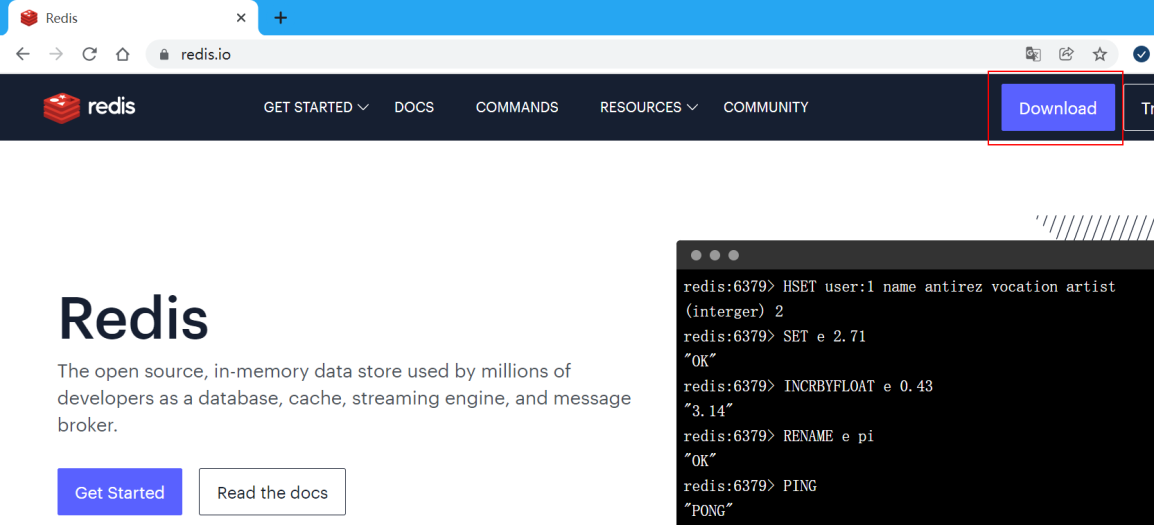 Redis
redis.io
redis
GET STARTED
DOCS
COMMANDS
RESOURCES
COMMUNITY
Download
Redis
The open source, in-memory data store used by millions of
developers as a database, cache, streaming engine, and message
broker.
Get Started
Read the docs
redis:6379> HSET user:1 name antirez vocation artist
(interger) 2
redis:6379> SET e 2.71
"OK"
redis:6379> INCRBYFLOAT e 0.43
"3.14"
redis:6379> RENAME e pi
"OK"
redis:6379> PING
"PONG"